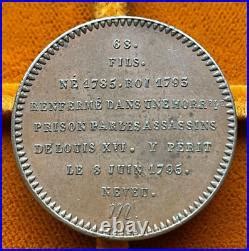 68.
FILS.
NÉ 1785. ROI 1793
RENFERMÉ DANS UNE HORR.
PRISON PAR LES ASSASSINS
DE LOUIS XVI. Y PÉRIT
LE 8 JUIN 1795.
NEVEU.